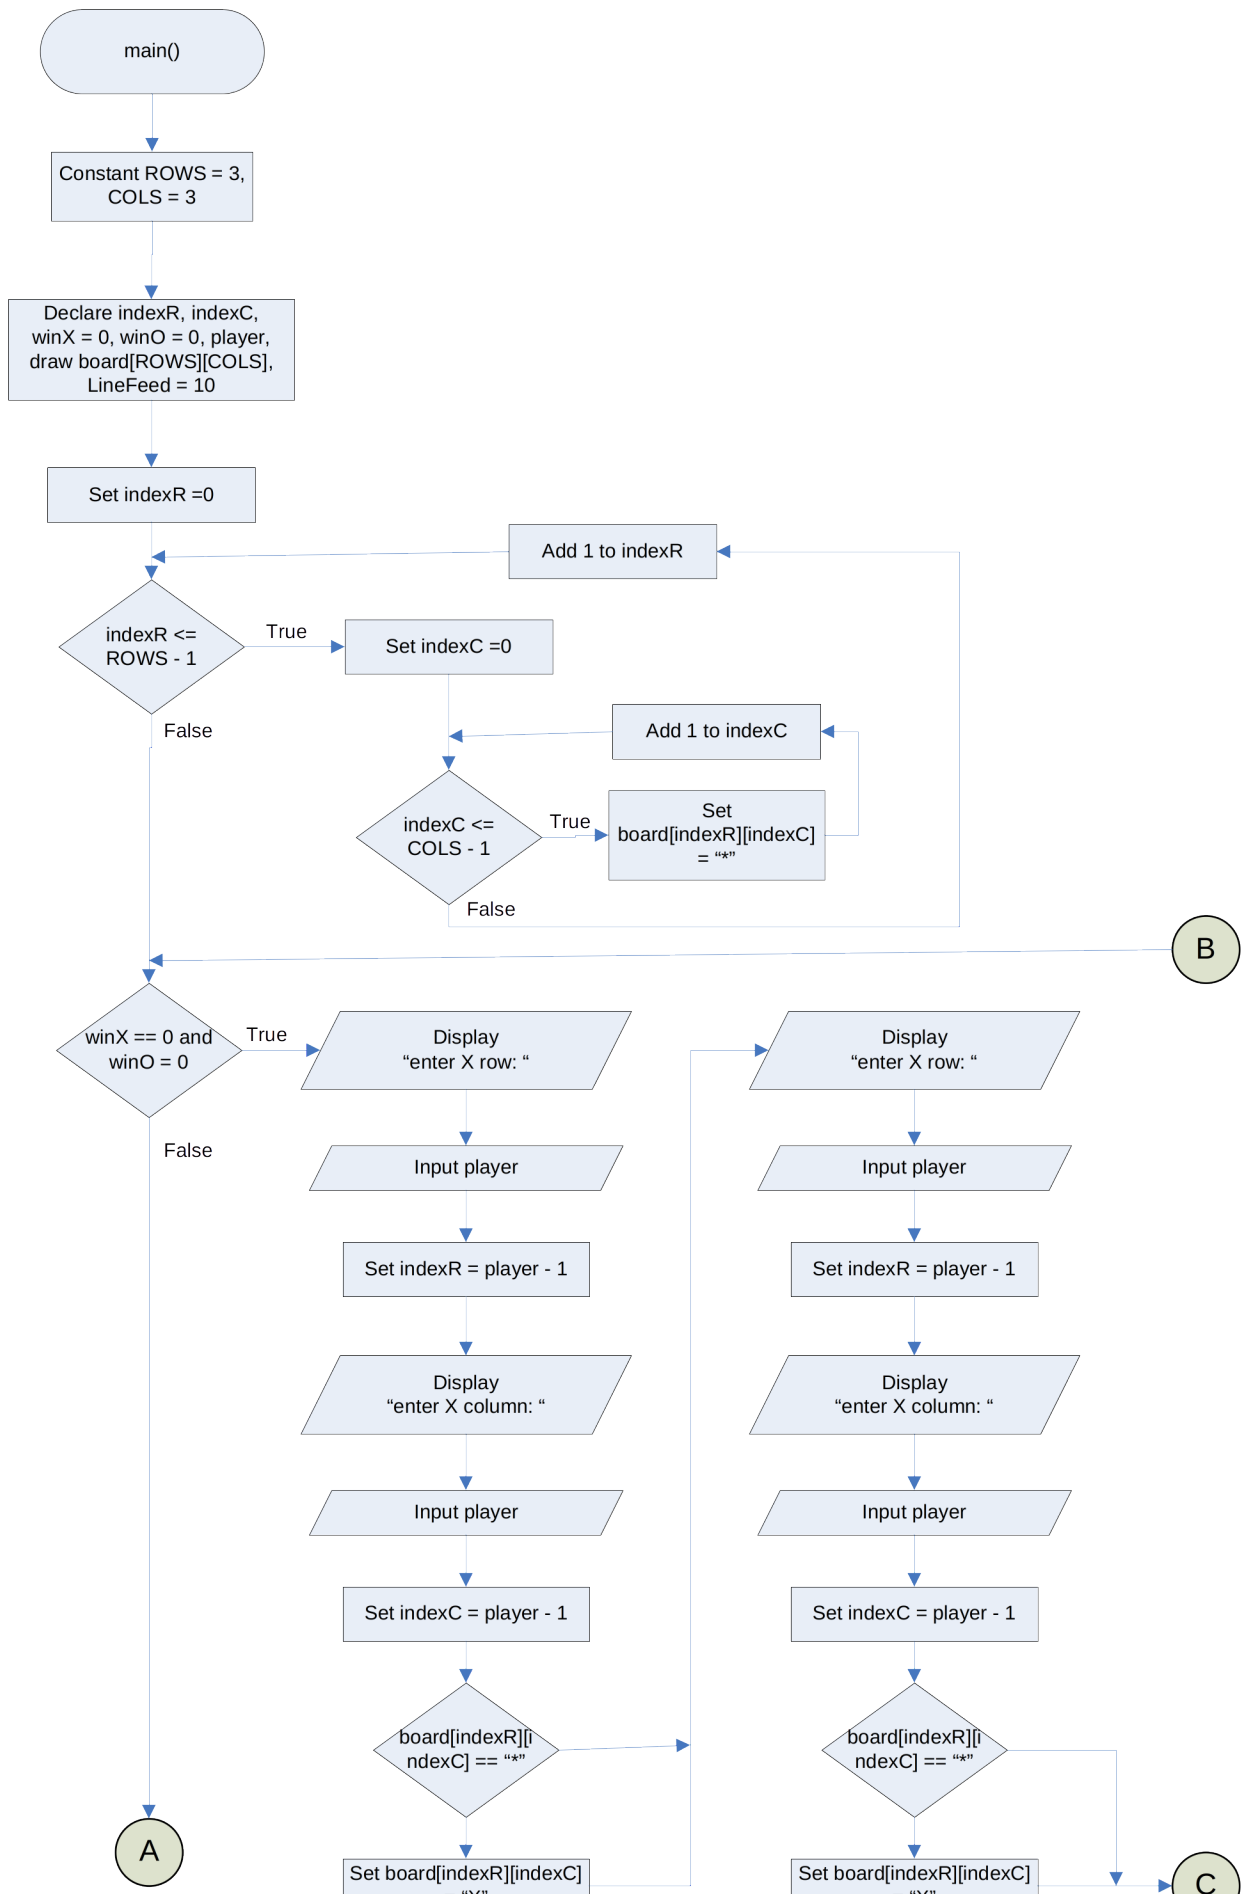 main()
Constant ROWS = 3,
COLS = 3
Declare indexR, indexC,
winX = 0, winO = 0, player,
draw board[ROWS][COLS],
LineFeed = 10
Set indexR =0
Add 1 to indexR
indexR <=
ROWS - 1
True
Set indexC =0
False
Add 1 to indexC
indexC <=
COLS - 1
True
Set
board[indexR][indexC]
= “*”
False
B
winX == 0 and
winO = 0
True
False
Display
“enter X row: “
Input player
Set indexR = player - 1
Display
“enter X column: “
Input player
Set indexC = player - 1
board[indexR][i
ndexC] == “*”
Set board[indexR][indexC]
“X”
Display
“enter X row: “
Input player
Set indexR = player - 1
Display
“enter X column: “
Input player
Set indexC = player - 1
board[indexR][i
ndexC] == “*”
Set board[indexR][indexC]
“X”
A
C